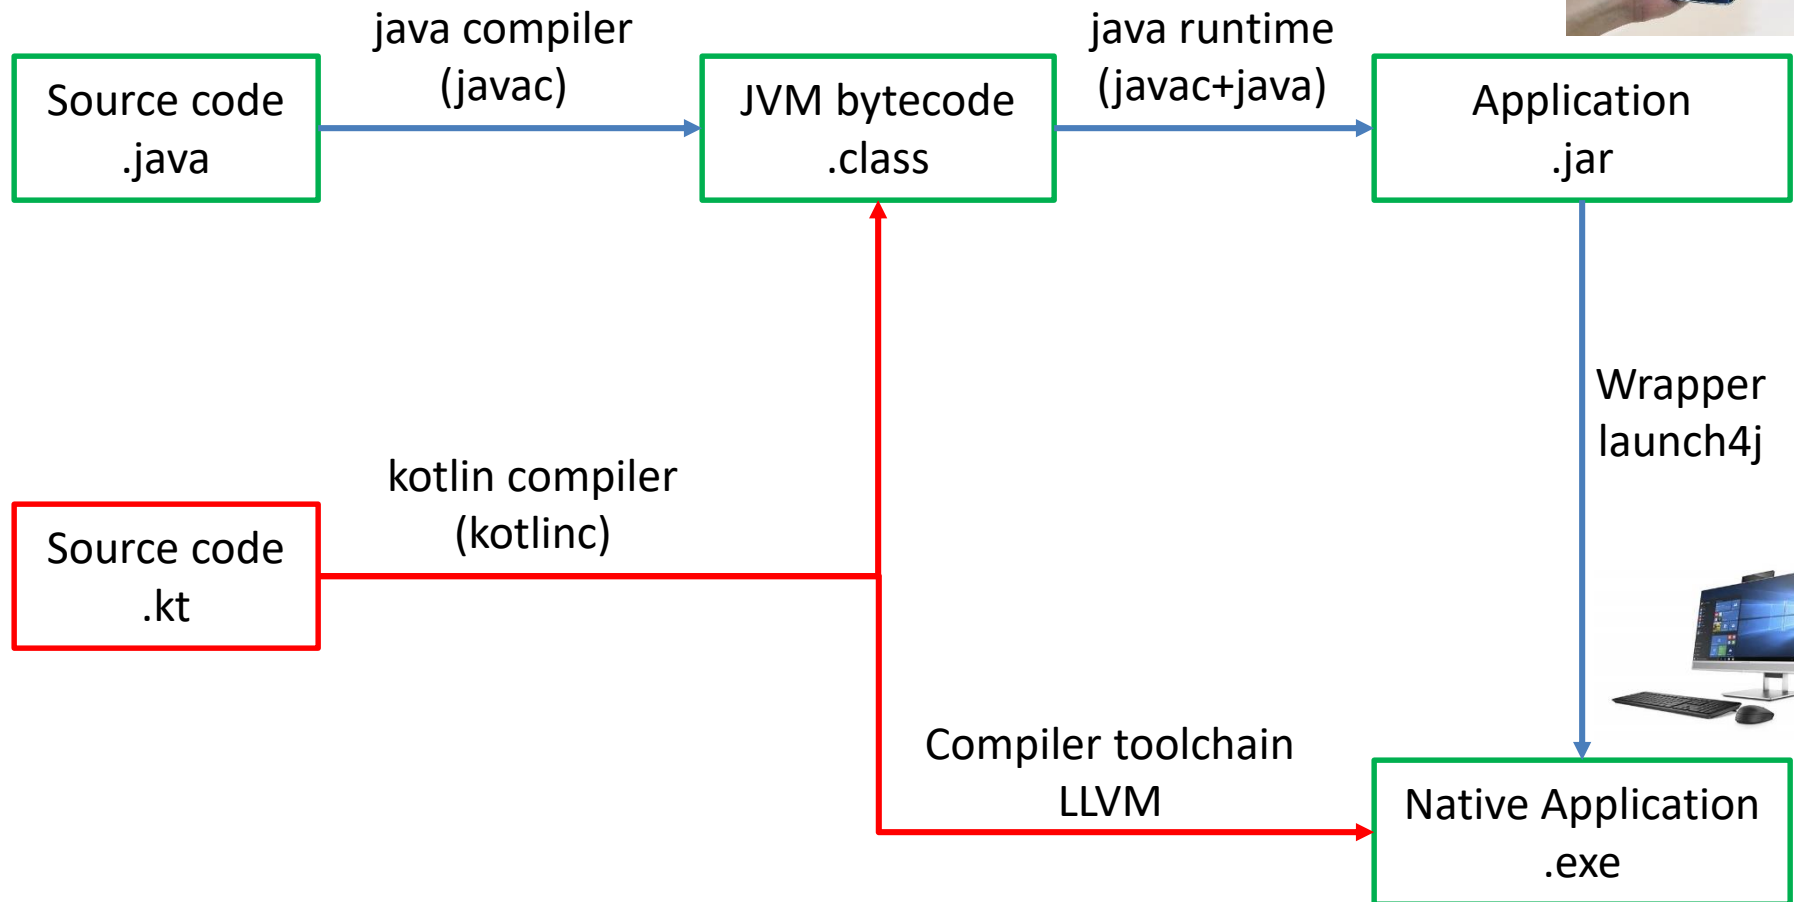 java compiler
(javac)
java runtime
(javac+java)
Source code
.java
JVM bytecode
.class
Application
.jar
Wrapper
launch4j
kotlin compiler
(kotlinc)
Source code
.kt
Compiler toolchain
LLVM
Native Application
.exe